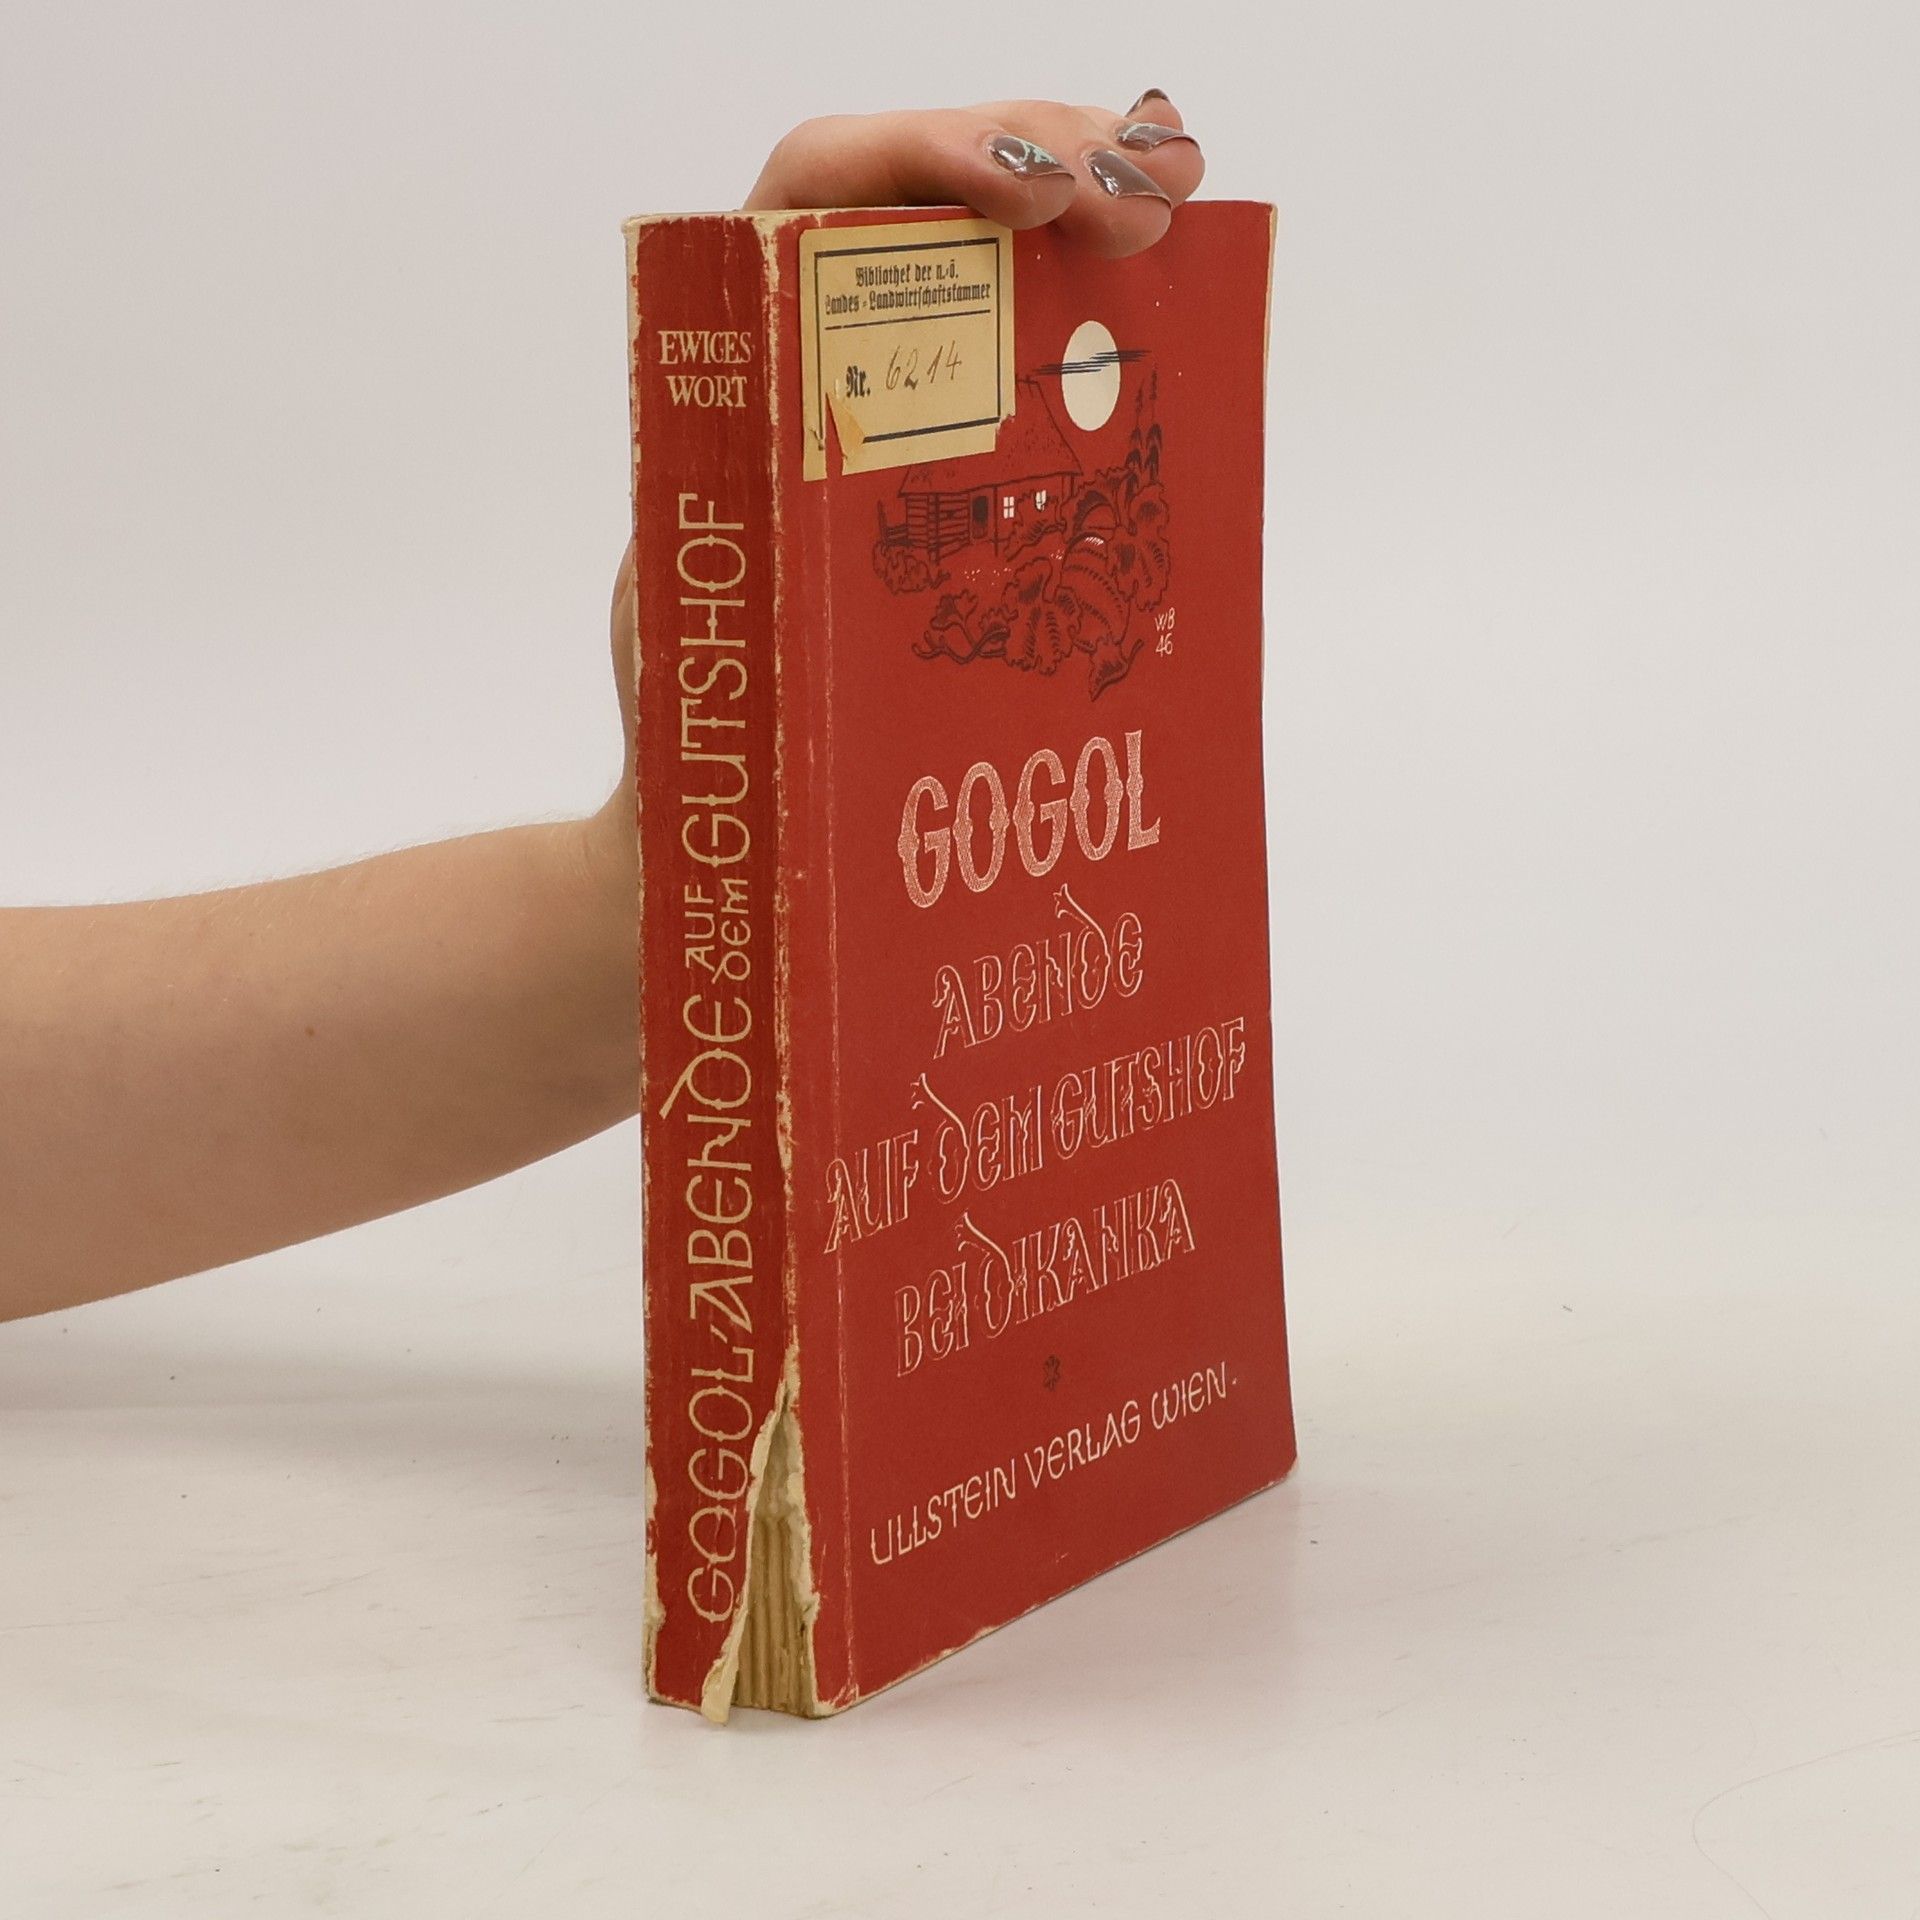 EWIGES
WORT
GOGOL, ABENDE AUF DEM GUTSHOF
Bibliothek der n.-ö.
Landes-Landwirtschaftskammer
Nr. 6214
WB
46
GOGOL
ABENDE
AUF DEM GUTSHOF
BEI DIKANKA
*
ULLSTEIN VERLAG WIEN.